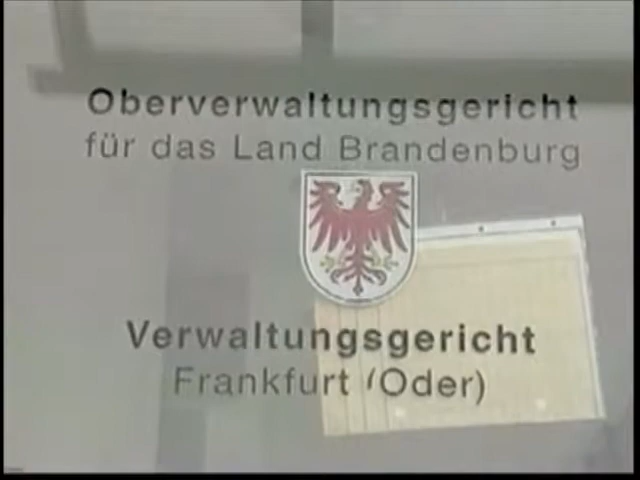 Oberverwaltungsgericht
für das Land Brandenburg
Verwaltungsgericht
Frankfurt (Oder)